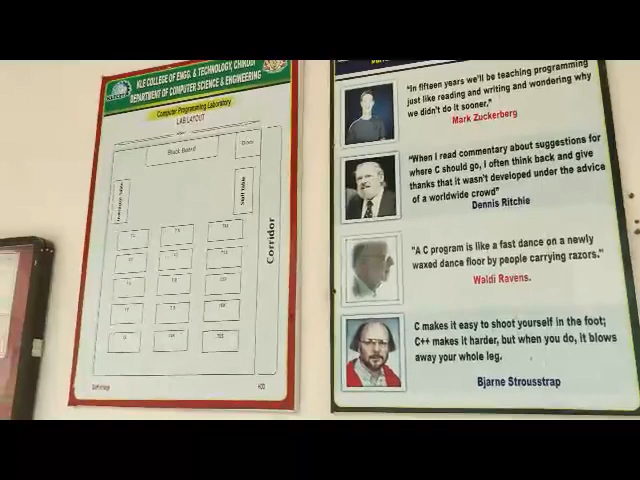 KLE COLLEGE OF ENGG. & TECHNOLOGY, CHIKODI
DEPARTMENT OF COMPUTER SCIENCE & ENGINEERING
Computer Programming Laboratory
LAB LAYOUT
Black Board
Door
Staff Table
Corridor
"In fifteen years we'll be teaching programming
just like reading and writing and wondering why
we didn't do it sooner."
Mark Zuckerberg
"When I read commentary about suggestions for
where C should go, I often think back and give
thanks that it wasn't developed under the advice
of a worldwide crowd"
Dennis Ritchie
"A C program is like a fast dance on a newly
waxed dance floor by people carrying razors."
Waldi Ravens.
C makes it easy to shoot yourself in the foot;
C++ makes it harder, but when you do, it blows
away your whole leg.
Bjarne Strousstrap